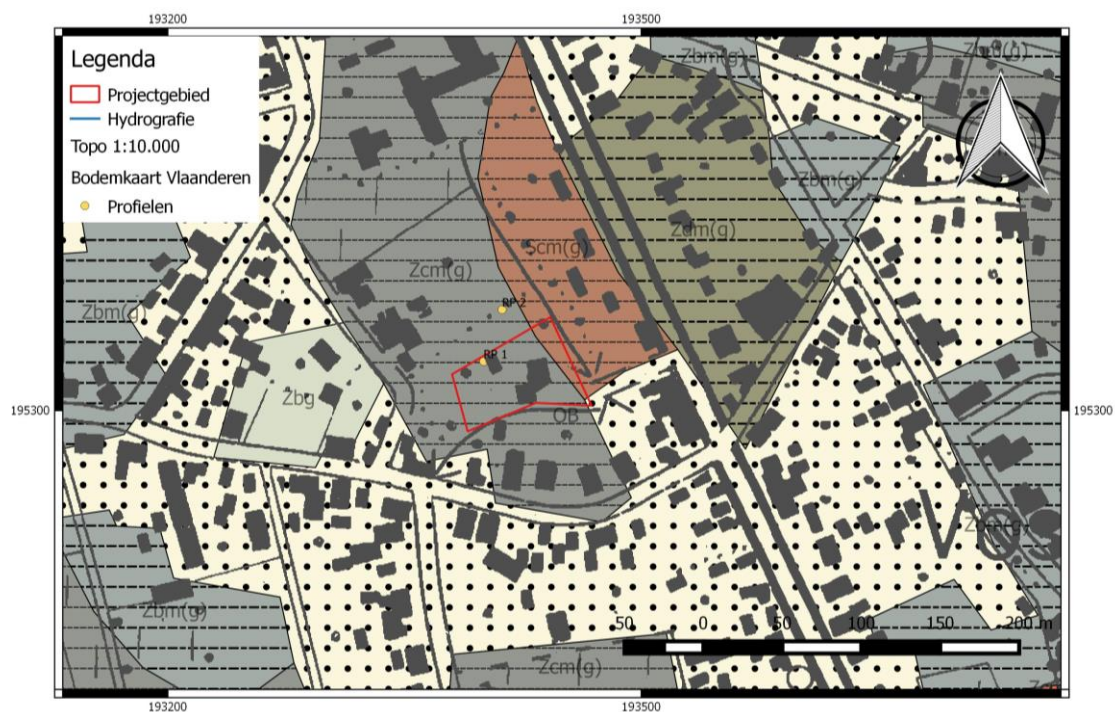 193200 193500
Legenda
Projectgebied
Hydrografie
Topo 1:10.000
Bodemkaart Vlaanderen
Profielen
Zbm(g)
Zbm(g)
Zdm(g)
Scm(g)
Zcm(g)
RP 2
Zbm(g)
RP 1
Zbg
195300
OB
195300
Zbm(g)
Zbm(g)
50 0 50 100 150 200 m
Zcm(g)
193200 193500